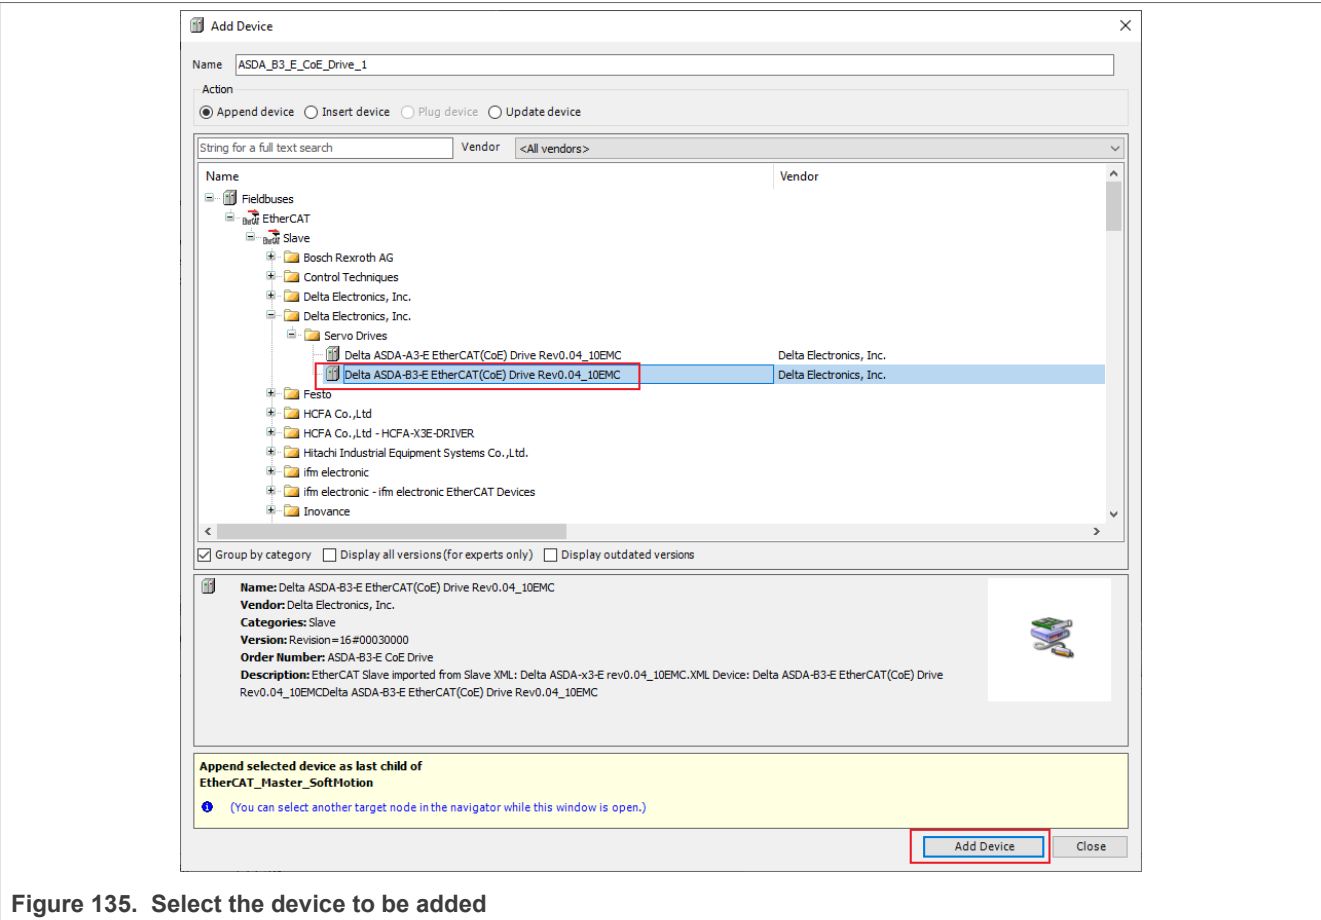 Add Device
Name ASDA_B3_E_CoE_Drive_1
Action
Append device Insert device Plug device Update device
String for a full text search Vendor <All vendors>
Name Vendor
Fieldbuses
EtherCAT
Slave
Bosch Rexroth AG
Control Techniques
Delta Electronics, Inc.
Delta Electronics, Inc.
Servo Drives
Delta ASDA-A3-E EtherCAT(CoE) Drive Rev0.04_10EMC Delta Electronics, Inc.
Delta ASDA-B3-E EtherCAT(CoE) Drive Rev0.04_10EMC Delta Electronics, Inc.
Festo
HCFA Co.,Ltd
HCFA Co.,Ltd - HCFA-X3E-DRIVER
Hitachi Industrial Equipment Systems Co.,Ltd.
ifm electronic
ifm electronic - ifm electronic EtherCAT Devices
Inovance
Group by category Display all versions (for experts only) Display outdated versions
Name: Delta ASDA-B3-E EtherCAT(CoE) Drive Rev0.04_10EMC
Vendor: Delta Electronics, Inc.
Categories: Slave
Version: Revision=16#00030000
Order Number: ASDA-B3-E CoE Drive
Description: EtherCAT Slave imported from Slave XML: Delta ASDA-x3-E rev0.04_10EMC.XML Device: Delta ASDA-B3-E EtherCAT(CoE) Drive
Rev0.04_10EMCDelta ASDA-B3-E EtherCAT(CoE) Drive Rev0.04_10EMC
Append selected device as last child of
EtherCAT_Master_SoftMotion
(You can select another target node in the navigator while this window is open.)
Add Device Close
Figure 135. Select the device to be added